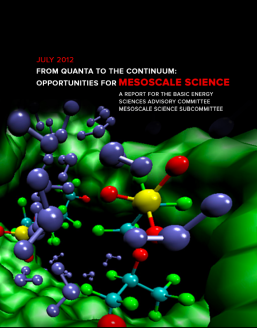 JULY 2012
FROM QUANTA TO THE CONTINUUM:
OPPORTUNITIES FOR MESOSCALE SCIENCE
A REPORT FOR THE BASIC ENERGY
SCIENCES ADVISORY COMMITTEE
MESOSCALE SCIENCE SUBCOMMITTEE